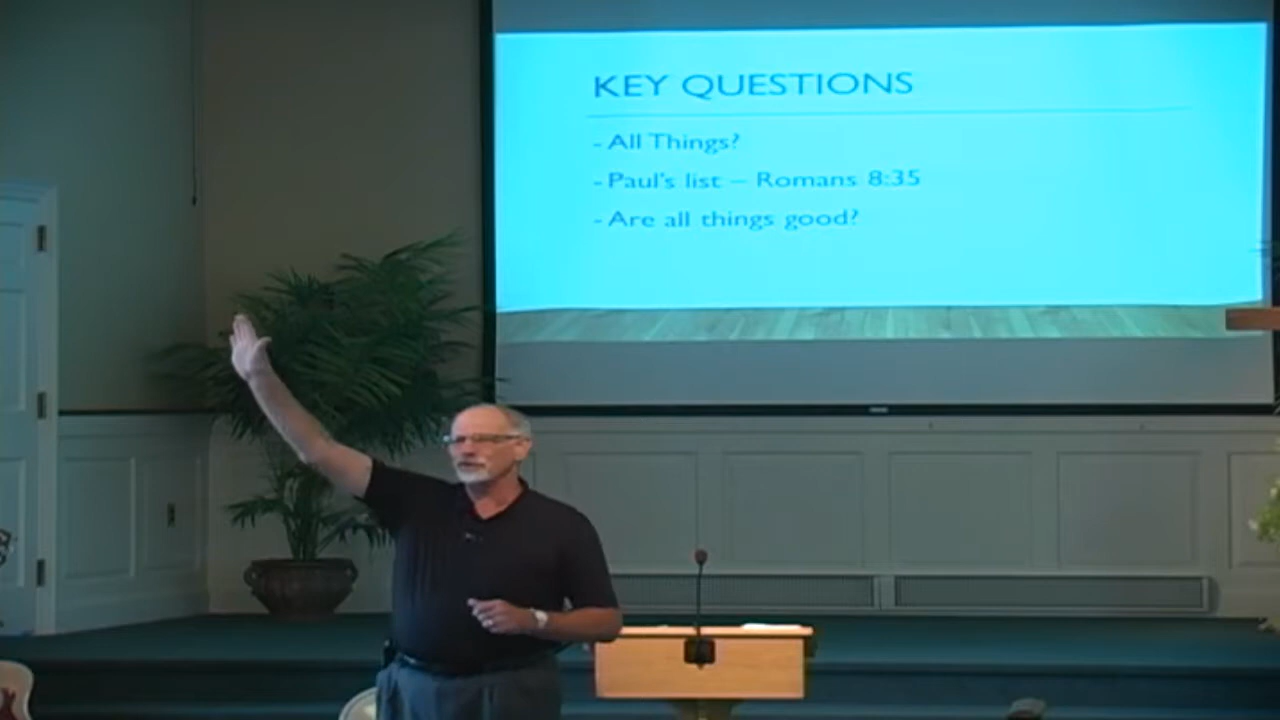 KEY QUESTIONS
- All Things?
- Paul's list – Romans 8:35
- Are all things good?